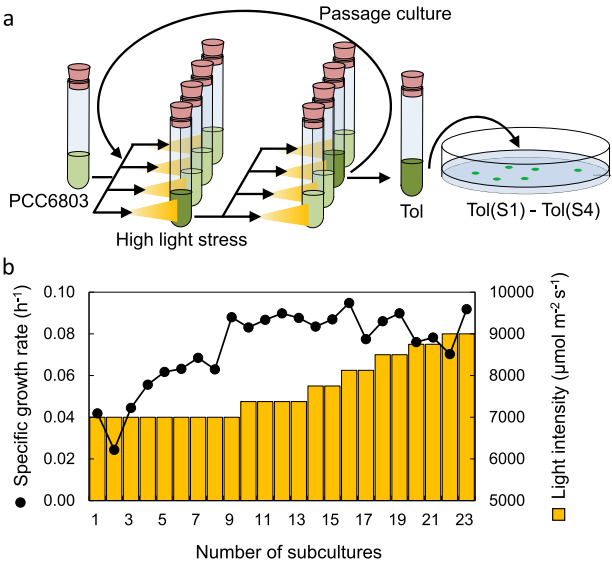 a
Passage culture
PCC6803
High light stress
Tol
Tol(S1) - Tol(S4)
b
● Specific growth rate (h⁻¹)
0.10
0.08
0.06
0.04
0.02
0.00
10000
9000
8000
7000
6000
5000
Light intensity (μmol m⁻² s⁻¹)
1 3 5 7 9 11 13 15 17 19 21 23
Number of subcultures